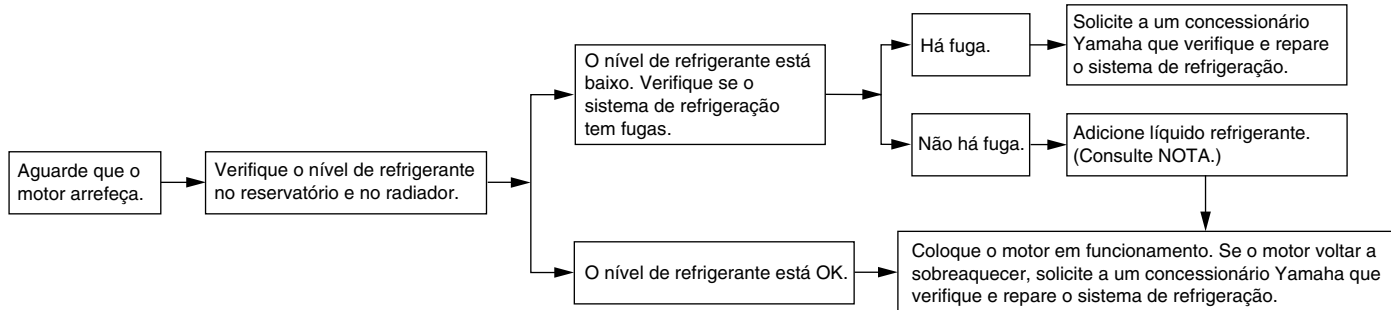 Aguarde que o
motor arrefeça.
Verifique o nível de refrigerante
no reservatório e no radiador.
O nível de refrigerante está
baixo. Verifique se o
sistema de refrigeração
tem fugas.
Há fuga.
Solicite a um concessionário
Yamaha que verifique e repare
o sistema de refrigeração.
Não há fuga.
Adicione líquido refrigerante.
(Consulte NOTA.)
O nível de refrigerante está OK.
Coloque o motor em funcionamento. Se o motor voltar a
sobreaquecer, solicite a um concessionário Yamaha que
verifique e repare o sistema de refrigeração.